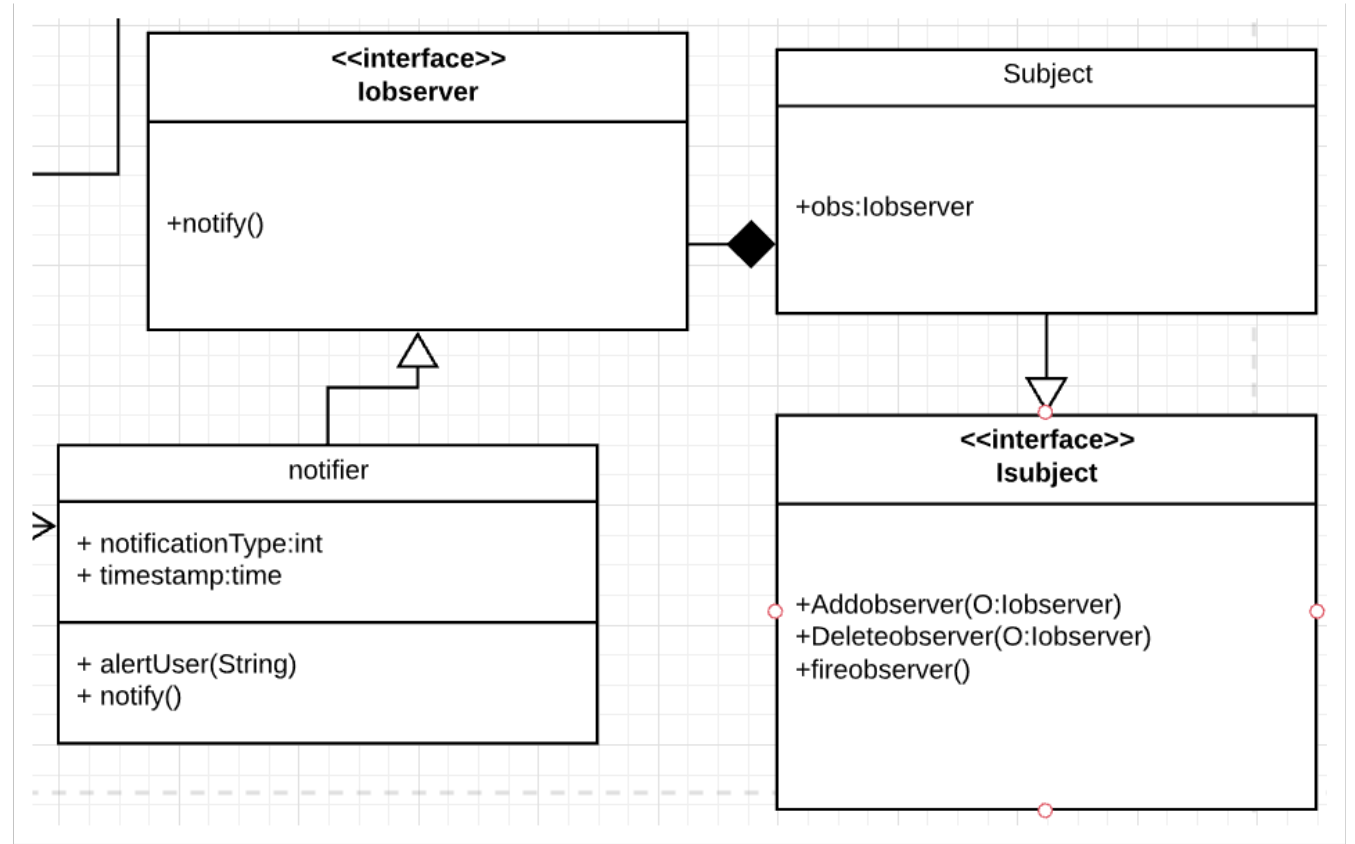 <<interface>>
Iobserver
+notify()
Subject
+obs:Iobserver
notifier
+ notificationType:int
+ timestamp:time
+ alertUser(String)
+ notify()
<<interface>>
Isubject
+Addobserver(O:Iobserver)
+Deleteobserver(O:Iobserver)
+fireobserver()